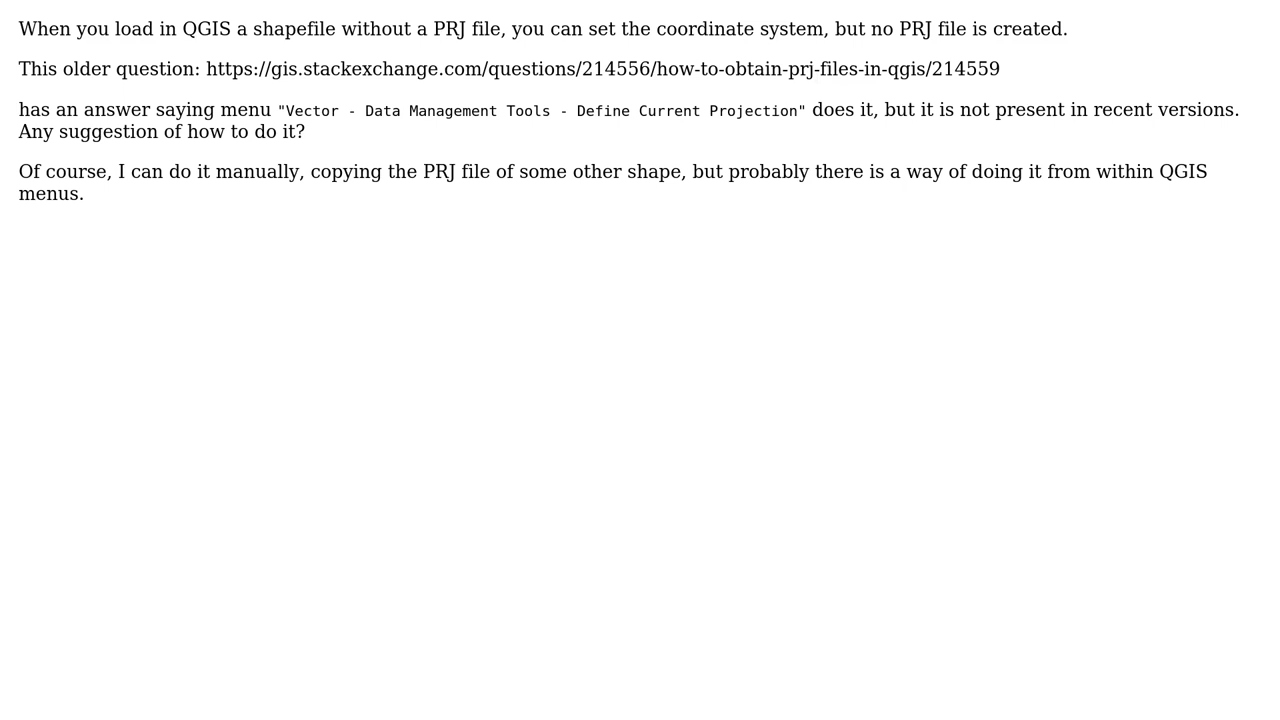 When you load in QGIS a shapefile without a PRJ file, you can set the coordinate system, but no PRJ file is created.
This older question: https://gis.stackexchange.com/questions/214556/how-to-obtain-prj-files-in-qgis/214559
has an answer saying menu "Vector - Data Management Tools - Define Current Projection" does it, but it is not present in recent versions.
Any suggestion of how to do it?
Of course, I can do it manually, copying the PRJ file of some other shape, but probably there is a way of doing it from within QGIS
menus.